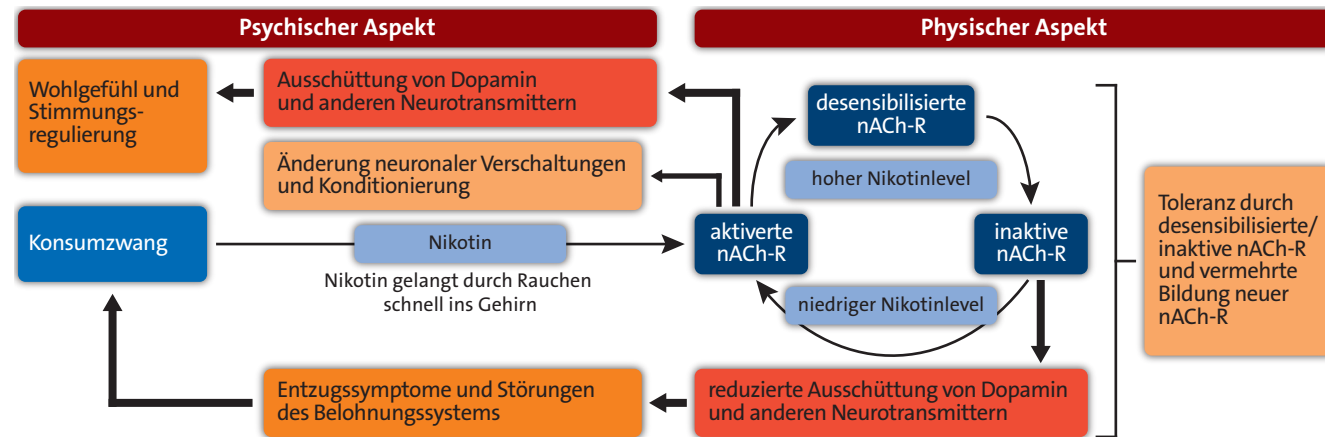 Psychischer Aspekt
Physischer Aspekt
Wohlgefühl und
Stimmungs-
regulierung
Ausschüttung von Dopamin
und anderen Neurotransmittern
Änderung neuronaler Verschaltungen
und Konditionierung
Konsumzwang
Nikotin
Nikotin gelangt durch Rauchen
schnell ins Gehirn
Entzugssymptome und Störungen
des Belohnungssystems
desensibilisierte
nACh-R
hoher Nikotinlevel
aktivierte
nACh-R
inaktive
nACh-R
niedriger Nikotinlevel
reduzierte Ausschüttung von Dopamin
und anderen Neurotransmittern
Toleranz durch
desensibilisierte/
inaktive nACh-R
und vermehrte
Bildung neuer
nACh-R